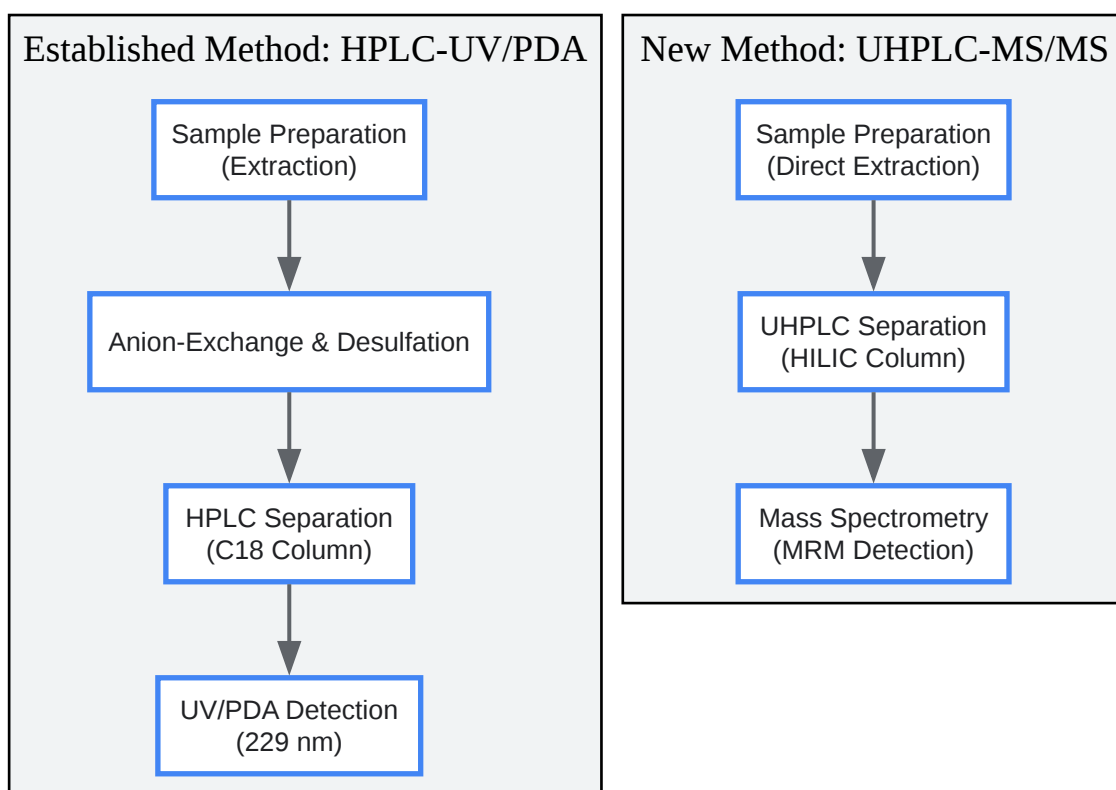 Established Method: HPLC-UV/PDA
Sample Preparation
(Extraction)
Anion-Exchange & Desulfation
HPLC Separation
(C18 Column)
UV/PDA Detection
(229 nm)
New Method: UHPLC-MS/MS
Sample Preparation
(Direct Extraction)
UHPLC Separation
(HILIC Column)
Mass Spectrometry
(MRM Detection)